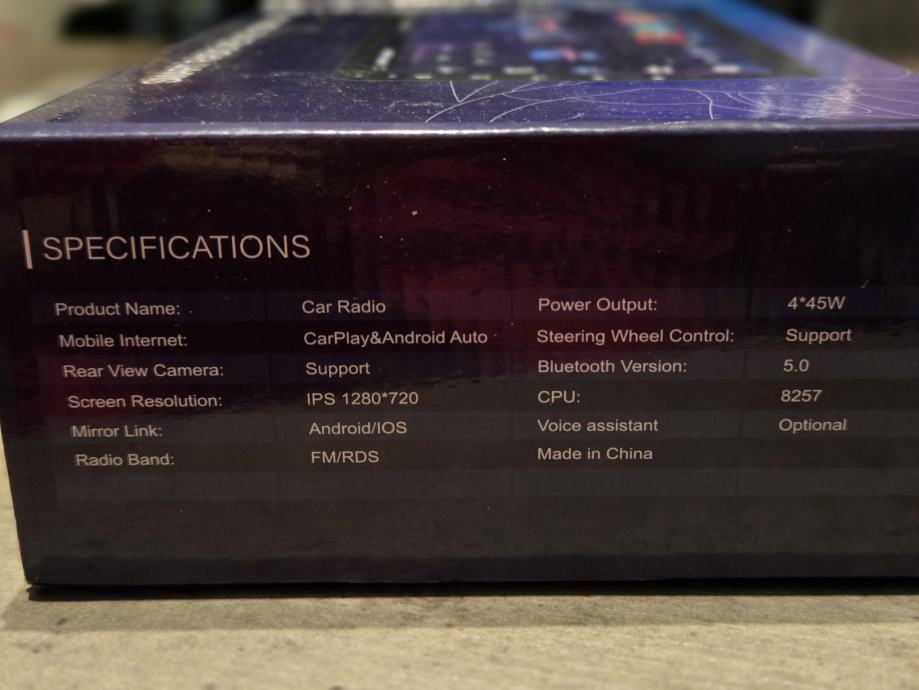 SPECIFICATIONS
Product Name: Car Radio Power Output: 4*45W
Mobile Internet: CarPlay&Android Auto Steering Wheel Control: Support
Rear View Camera: Support Bluetooth Version: 5.0
Screen Resolution: IPS 1280*720 CPU: 8257
Mirror Link: Android/IOS Voice assistant Optional
Radio Band: FM/RDS Made in China